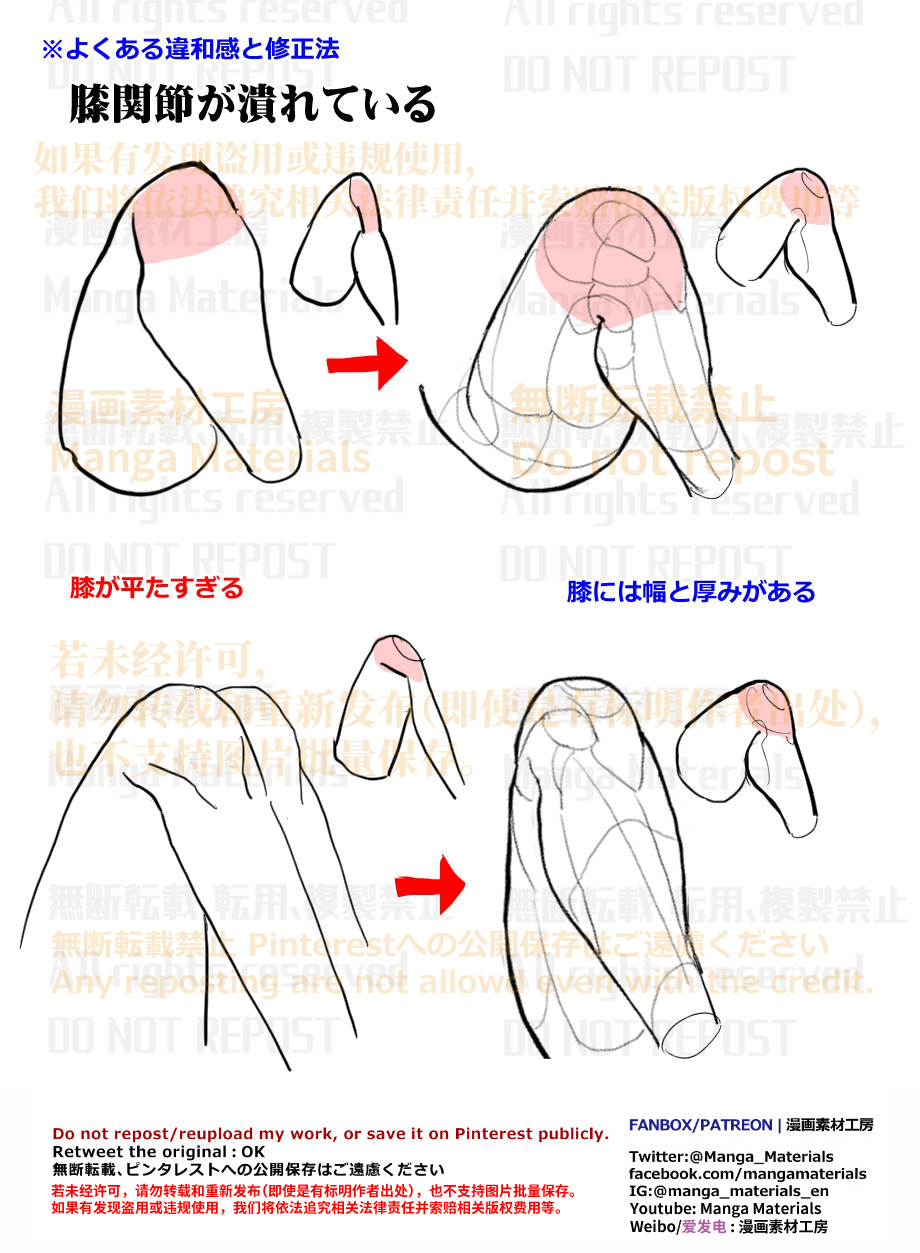 All rights reserved All rights reserved
※よくある違和感と修正法
DO NOT REPOST DO NOT REPOST
膝関節が潰れている
如果有发现盗用或违规使用,
我们将依法追究相关法律责任并索赔相关版权费用等
漫画素材工房 漫画素材工房
Manga Materials Manga Materials
漫画素材工房 無断転載禁止
無断転載、転用、複製禁止 無断転載、転用、複製禁止
Manga Materials Do not repost
All rights reserved All rights reserved
DO NOT REPOST DO NOT REPOST
膝が平たすぎる 膝には幅と厚みがある
若未经许可,
请勿转载和重新发布(即使是有标明作者出处),
漫画素材工房 漫画素材工房
也不支持图片批量保存。
Manga Materials Manga Materials
無断転載、転用、複製禁止 無断転載、転用、複製禁止
無断転載禁止 Pinterestへの公開保存はご遠慮ください
All rights reserved All rights reserved
Any reposting are not allowd even with the credit.
DO NOT REPOST DO NOT REPOST
Do not repost/reupload my work, or save it on Pinterest publicly.
Retweet the original : OK
無断転載、ピンタレストへの公開保存はご遠慮ください
若未经许可，请勿转载和重新发布(即使是有标明作者出处)，也不支持图片批量保存。
如果有发现盗用或违规使用，我们将依法追究相关法律责任并索赔相关版权费用等。
FANBOX/PATREON | 漫画素材工房
Twitter:@Manga_Materials
facebook.com/mangamaterials
IG:@manga_materials_en
Youtube: Manga Materials
Weibo/爱发电 : 漫画素材工房